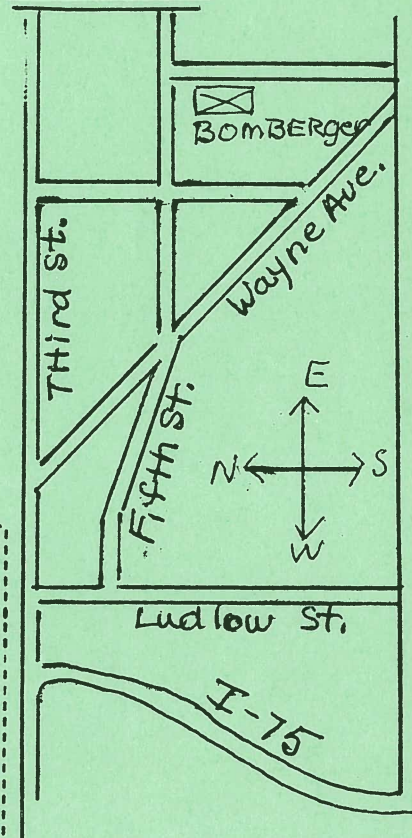 BOMBERger
Wayne Ave.
THird St.
E
N
S
W
Fifth St.
Ludlow St.
I-75